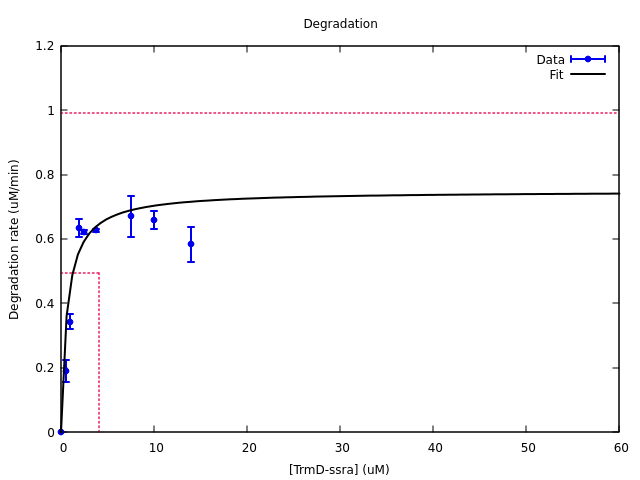 Degradation
Data
Fit
1.2
1
0.8
0.6
0.4
0.2
0
Degradation rate (uM/min)
0 10 20 30 40 50 60
[TrmD-ssra] (uM)